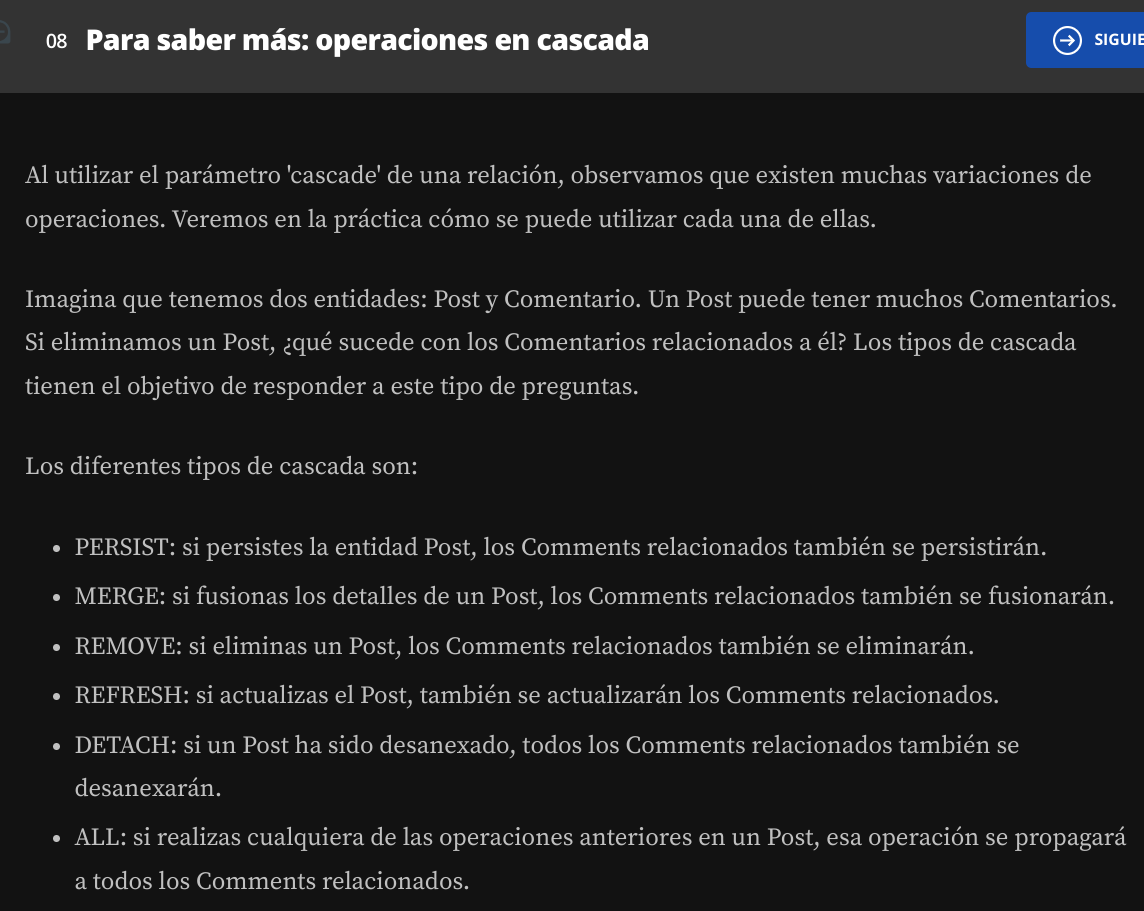 08 Para saber más: operaciones en cascada
Al utilizar el parámetro 'cascade' de una relación, observamos que existen muchas variaciones de
operaciones. Veremos en la práctica cómo se puede utilizar cada una de ellas.
Imagina que tenemos dos entidades: Post y Comentario. Un Post puede tener muchos Comentarios.
Si eliminamos un Post, ¿qué sucede con los Comentarios relacionados a él? Los tipos de cascada
tienen el objetivo de responder a este tipo de preguntas.
Los diferentes tipos de cascada son:
• PERSIST: si persistes la entidad Post, los Comments relacionados también se persistirán.
• MERGE: si fusionas los detalles de un Post, los Comments relacionados también se fusionarán.
• REMOVE: si eliminas un Post, los Comments relacionados también se eliminarán.
• REFRESH: si actualizas el Post, también se actualizarán los Comments relacionados.
• DETACH: si un Post ha sido desanexado, todos los Comments relacionados también se
desanexarán.
• ALL: si realizas cualquiera de las operaciones anteriores en un Post, esa operación se propagará
a todos los Comments relacionados.